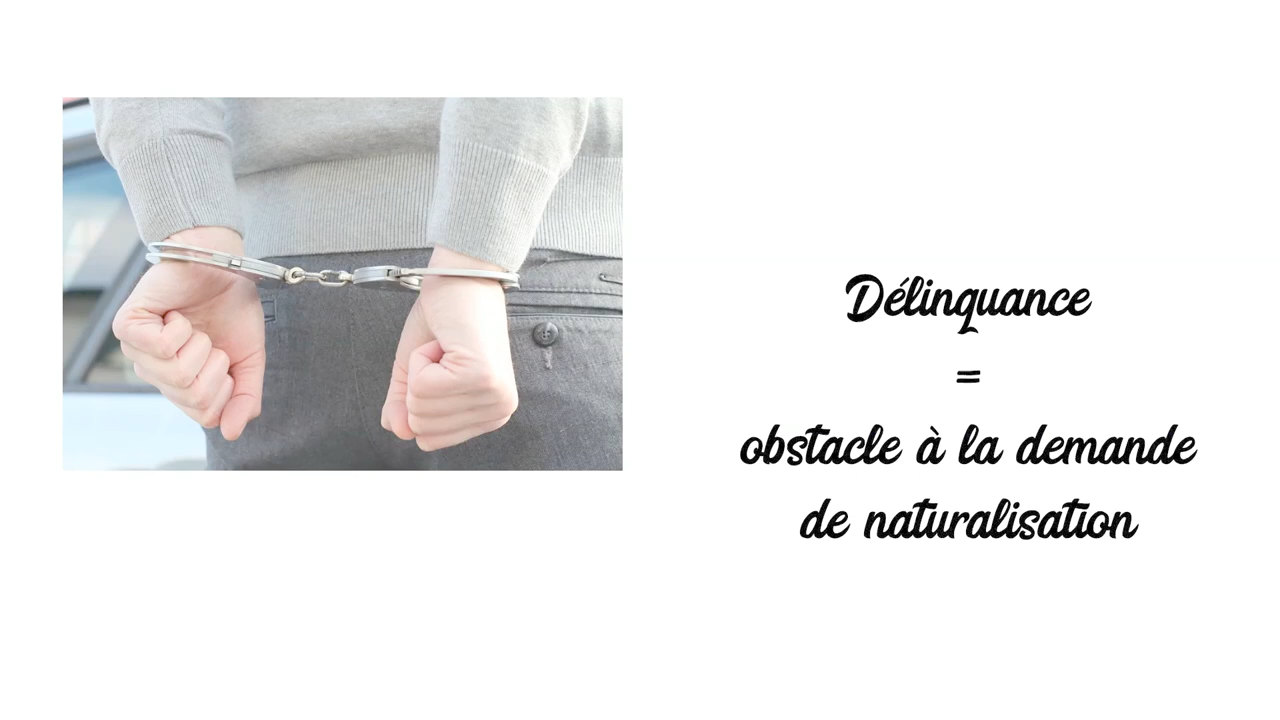 Délinquance
=
obstacle à la demande
de naturalisation